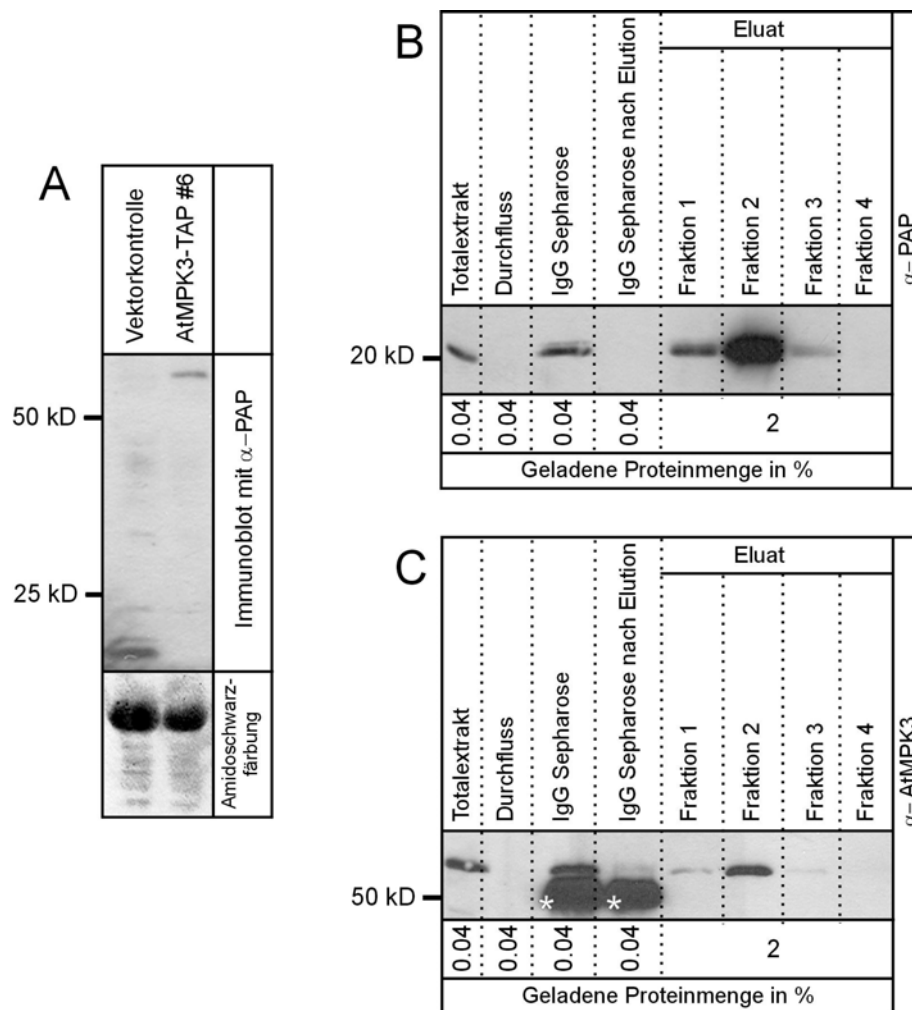 A
Vektorkontrolle
AtMPK3-TAP #6
50 kD
25 kD
Immunoblot mit α-PAP
Amidoschwarz-
färbung
B
Eluat
Totalextrakt
Durchfluss
IgG Sepharose
IgG Sepharose nach Elution
Fraktion 1
Fraktion 2
Fraktion 3
Fraktion 4
α- PAP
20 kD
0.04
0.04
0.04
0.04
2
Geladene Proteinmenge in %
C
Eluat
Totalextrakt
Durchfluss
IgG Sepharose
IgG Sepharose nach Elution
Fraktion 1
Fraktion 2
Fraktion 3
Fraktion 4
α- AtMPK3
50 kD
*
*
0.04
0.04
0.04
0.04
2
Geladene Proteinmenge in %